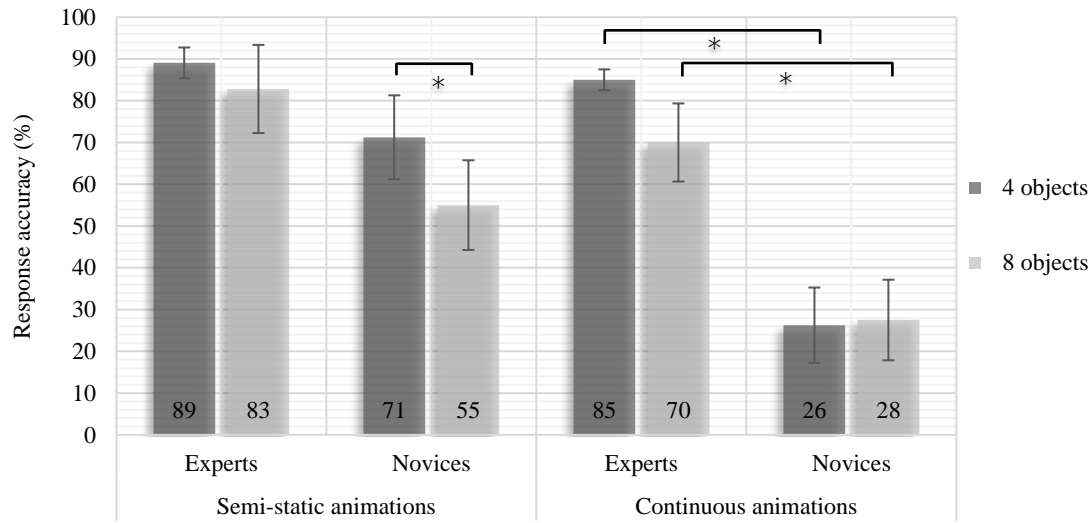 100
90
80
70
60
50
40
30
20
10
0
Response accuracy (%)
*
*
*
89 83 71 55 85 70 26 28
Experts Novices Experts Novices
Semi-static animations Continuous animations
4 objects
8 objects